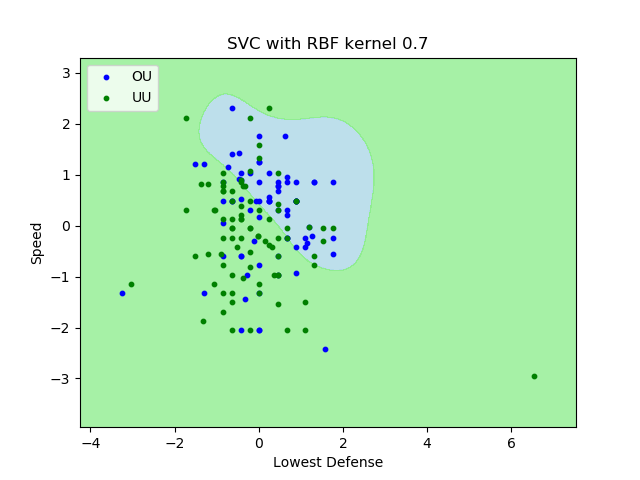 SVC with RBF kernel 0.7
OU
UU
Speed
3
2
1
0
−1
−2
−3
−4 −2 0 2 4 6
Lowest Defense